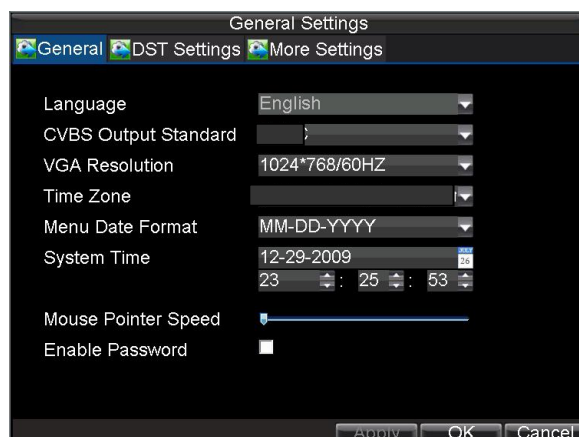 General Settings
General DST Settings More Settings
Language English
CVBS Output Standard
VGA Resolution 1024*768/60HZ
Time Zone
Menu Date Format MM-DD-YYYY
System Time 12-29-2009
JULY
26
23 : 25 : 53
Mouse Pointer Speed
Enable Password
Apply OK Cancel